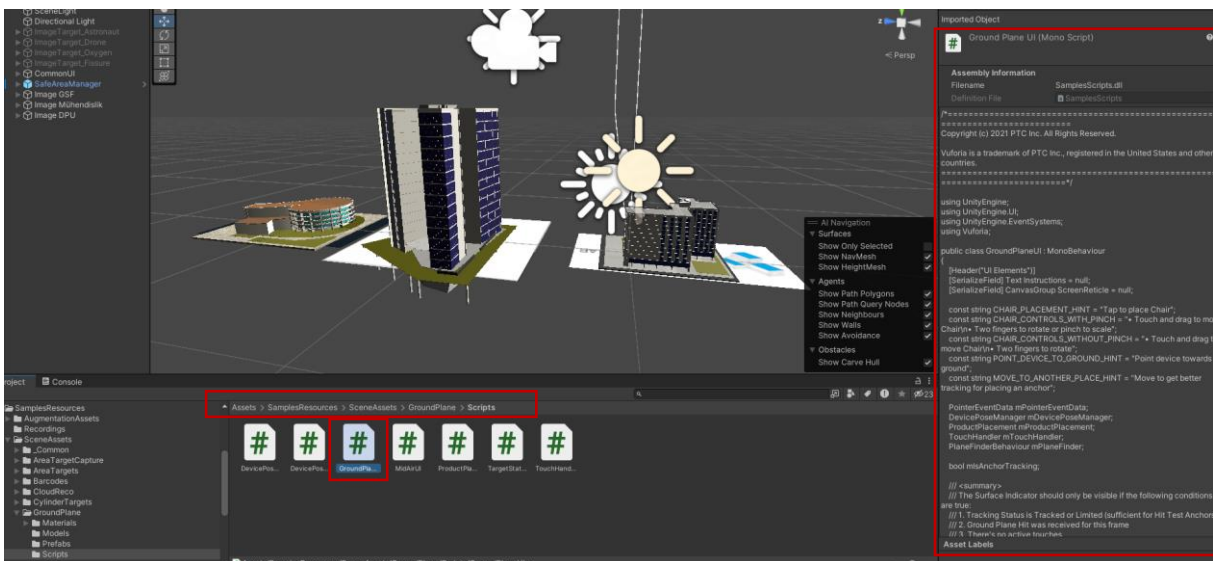 SceneLight
Directional Light
ImageTarget_Astronaut
ImageTarget_Drone
ImageTarget_Oxygen
ImageTarget_Fissure
CommonUI
SafeAreaManager
Image GSF
Image Mühendislik
Image DPU
z
< Persp
AI Navigation
Surfaces
Show Only Selected
Show NavMesh
Show HeightMesh
Agents
Show Path Polygons
Show Path Query Nodes
Show Neighbours
Show Walls
Show Avoidance
Obstacles
Show Carve Hull
roject
Console
23
SamplesResources
AugmentationAssets
Recordings
SceneAssets
_Common
AreaTargetCapture
AreaTargets
Barcodes
CloudReco
CylinderTargets
GroundPlane
Materials
Models
Prefabs
Scripts
Assets > SamplesResources > SceneAssets > GroundPlane > Scripts
# # # # # # #
DevicePos... DevicePos... GroundPla... MidAirUI ProductPla... TargetStat... TouchHand...
Imported Object
# Ground Plane UI (Mono Script)
Assembly Information
Filename SamplesScripts.dll
Definition File SamplesScripts
/*==================================================
=========================
Copyright (c) 2021 PTC Inc. All Rights Reserved.
Vuforia is a trademark of PTC Inc., registered in the United States and other
countries.
==================================================
========================*/
using UnityEngine;
using UnityEngine.UI;
using UnityEngine.EventSystems;
using Vuforia;
public class GroundPlaneUI : MonoBehaviour
{
[Header("UI Elements")]
[SerializeField] Text Instructions = null;
[SerializeField] CanvasGroup ScreenReticle = null;
const string CHAIR_PLACEMENT_HINT = "Tap to place Chair";
const string CHAIR_CONTROLS_WITH_PINCH = "• Touch and drag to mo
Chair\n• Two fingers to rotate or pinch to scale";
const string CHAIR_CONTROLS_WITHOUT_PINCH = "• Touch and drag t
move Chair\n• Two fingers to rotate";
const string POINT_DEVICE_TO_GROUND_HINT = "Point device towards
ground";
const string MOVE_TO_ANOTHER_PLACE_HINT = "Move to get better
tracking for placing an anchor";
PointerEventData mPointerEventData;
DevicePoseManager mDevicePoseManager;
ProductPlacement mProductPlacement;
TouchHandler mTouchHandler;
PlaneFinderBehaviour mPlaneFinder;
bool mIsAnchorTracking;
/// <summary>
/// The Surface Indicator should only be visible if the following conditions
are true:
/// 1. Tracking Status is Tracked or Limited (sufficient for Hit Test Anchor
/// 2. Ground Plane Hit was received for this frame
/// 3. There's no active touches
Asset Labels